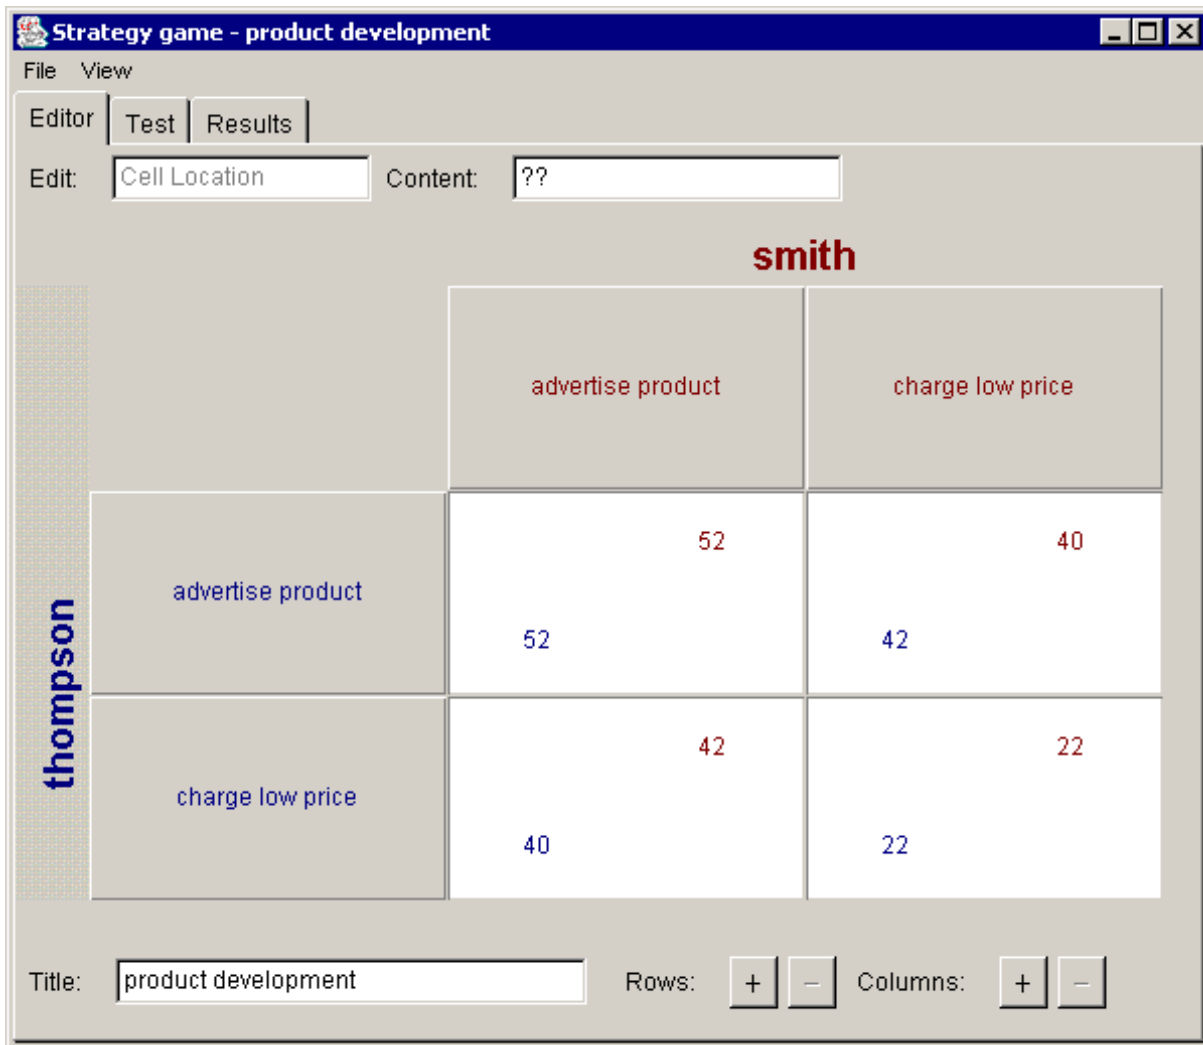 Strategy game - product development
File View
Editor Test Results
Edit: Cell Location Content: ??
smith
advertise product charge low price
thompson
52 40
advertise product
52 42
42 22
charge low price
40 22
Title: product development Rows: + – Columns: + –